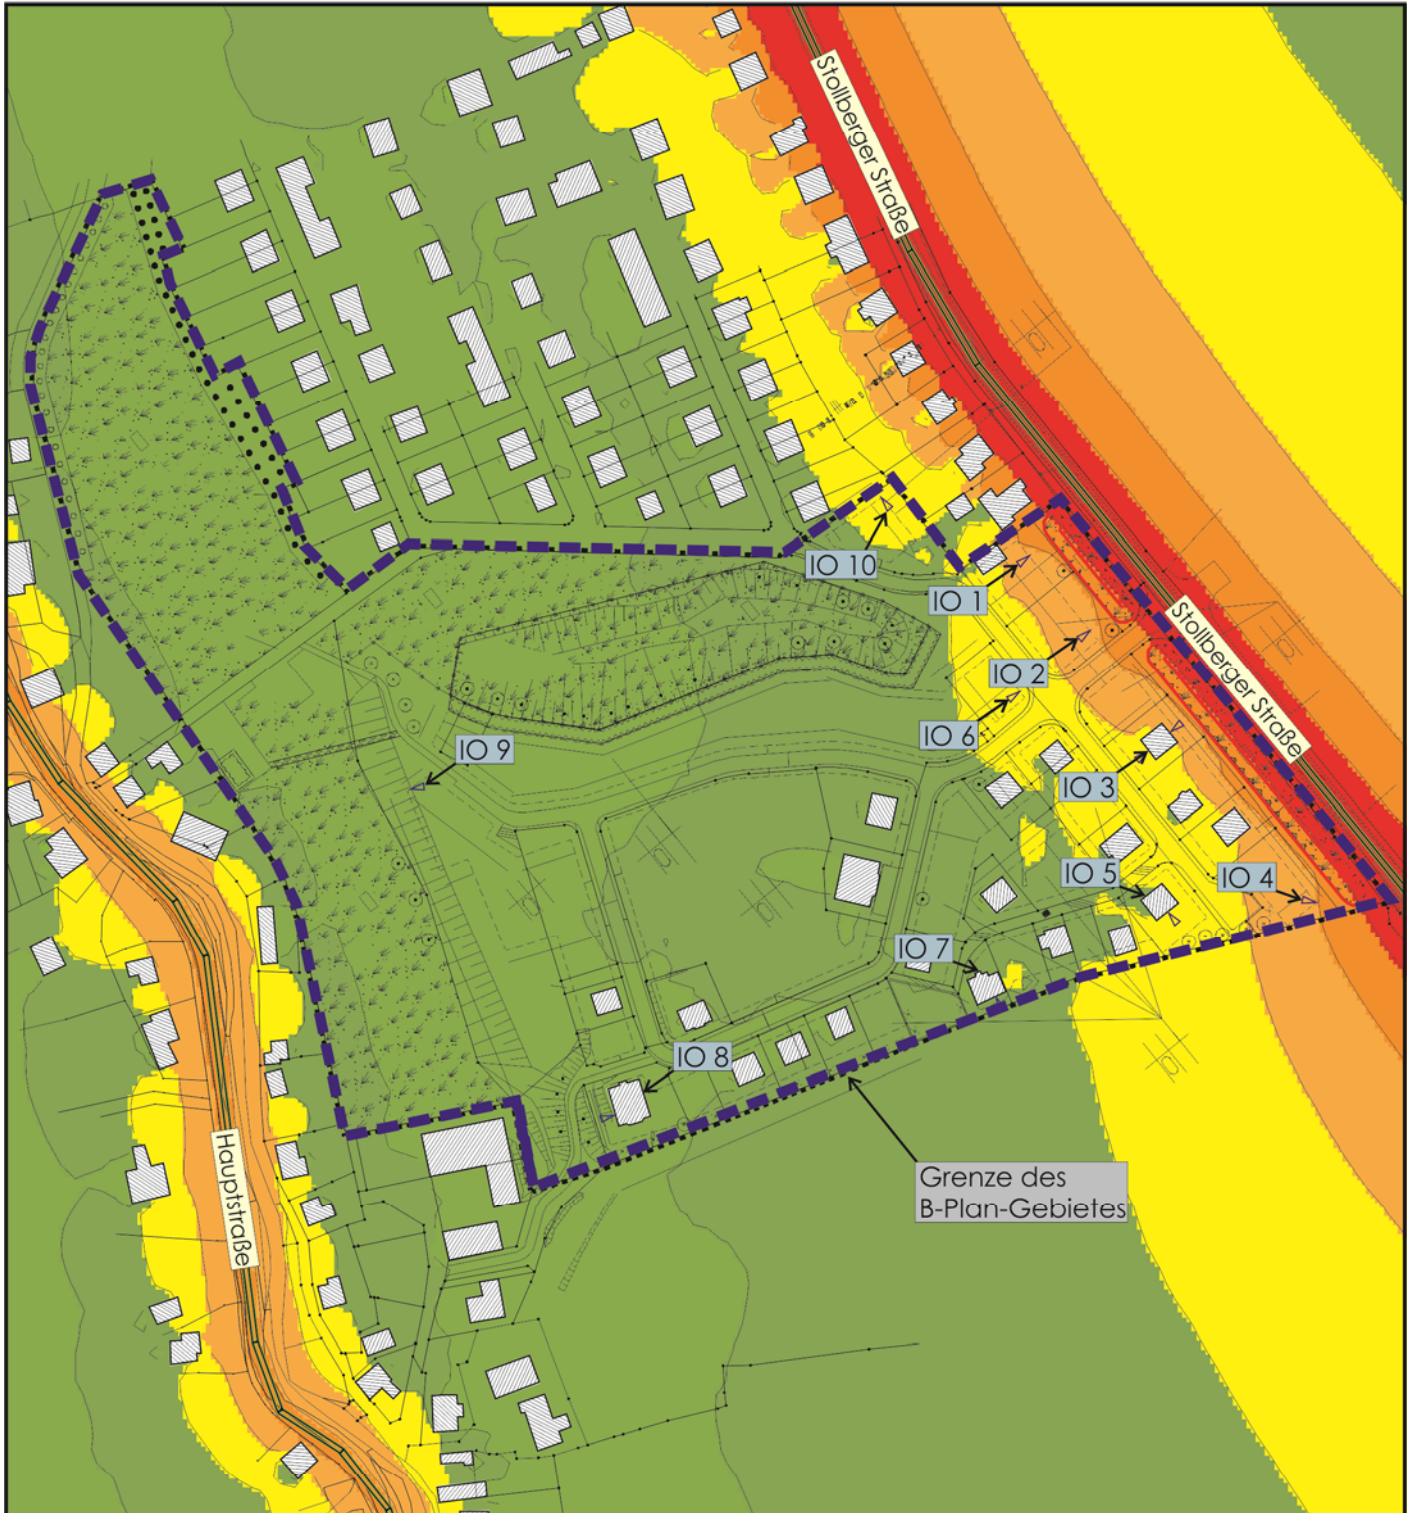 Stollberger Straße
IO 10
IO 1
Stollberger Straße
IO 2
IO 6
IO 9
IO 3
IO 5
IO 4
IO 7
IO 8
Hauptstraße
Grenze des
B-Plan-Gebietes